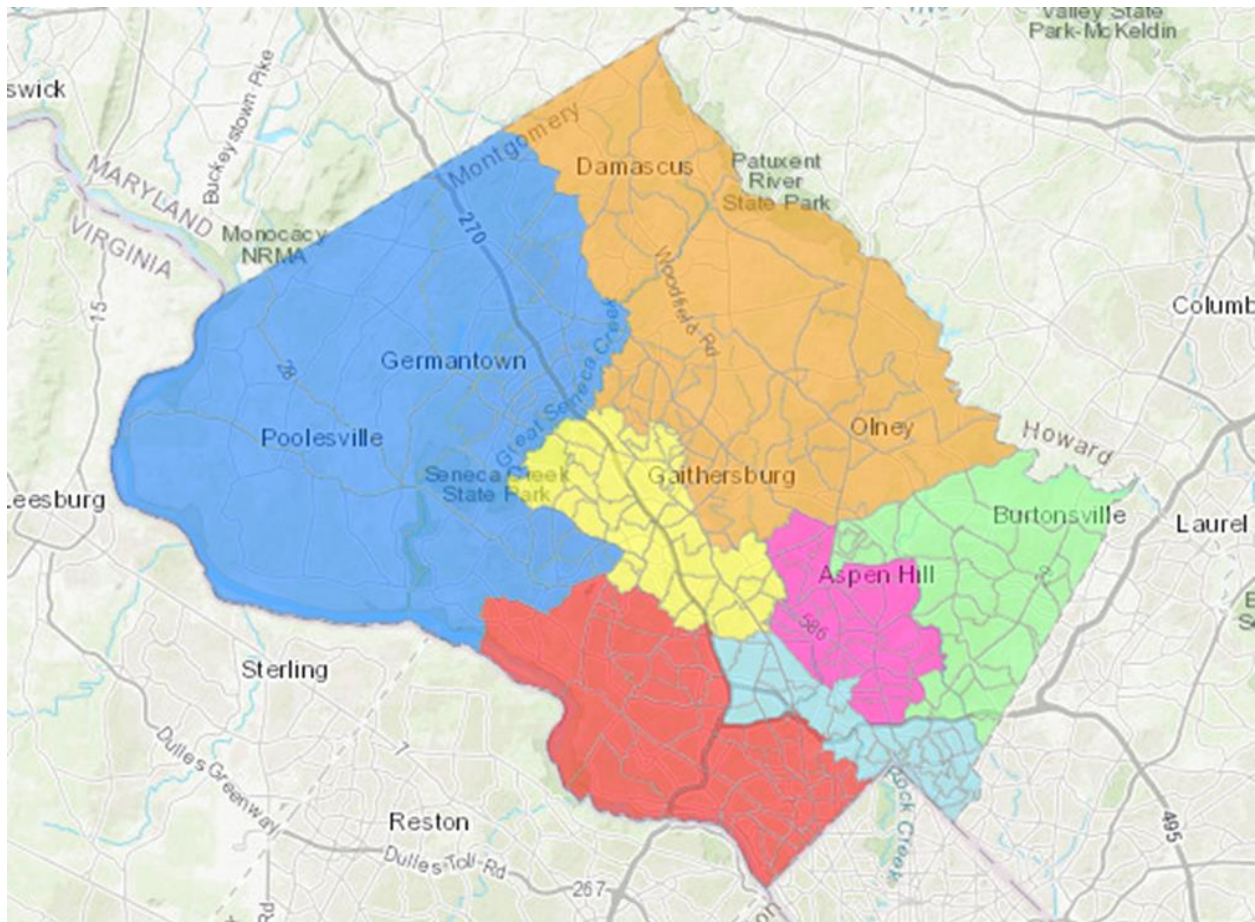 Valley State
Park-McKeldin
swick
Buckeystown Pike
MARYLAND
VIRGINIA
Montgomery
Damascus
Patuxent
River
State Park
Monocacy
NRMA
270
15
Woodfield Rd
Columb
28
Germantown
Great Seneca Creek
Poolesville
Olney
Howard
Seneca Creek
State Park
Gaithersburg
Leesburg
Burtonsville
Laurel
Aspen Hill
586
Sterling
7
Dulles Greenway
Reston
Dulles-Toll-Rd
267
Rock Creek
495
Rd
on